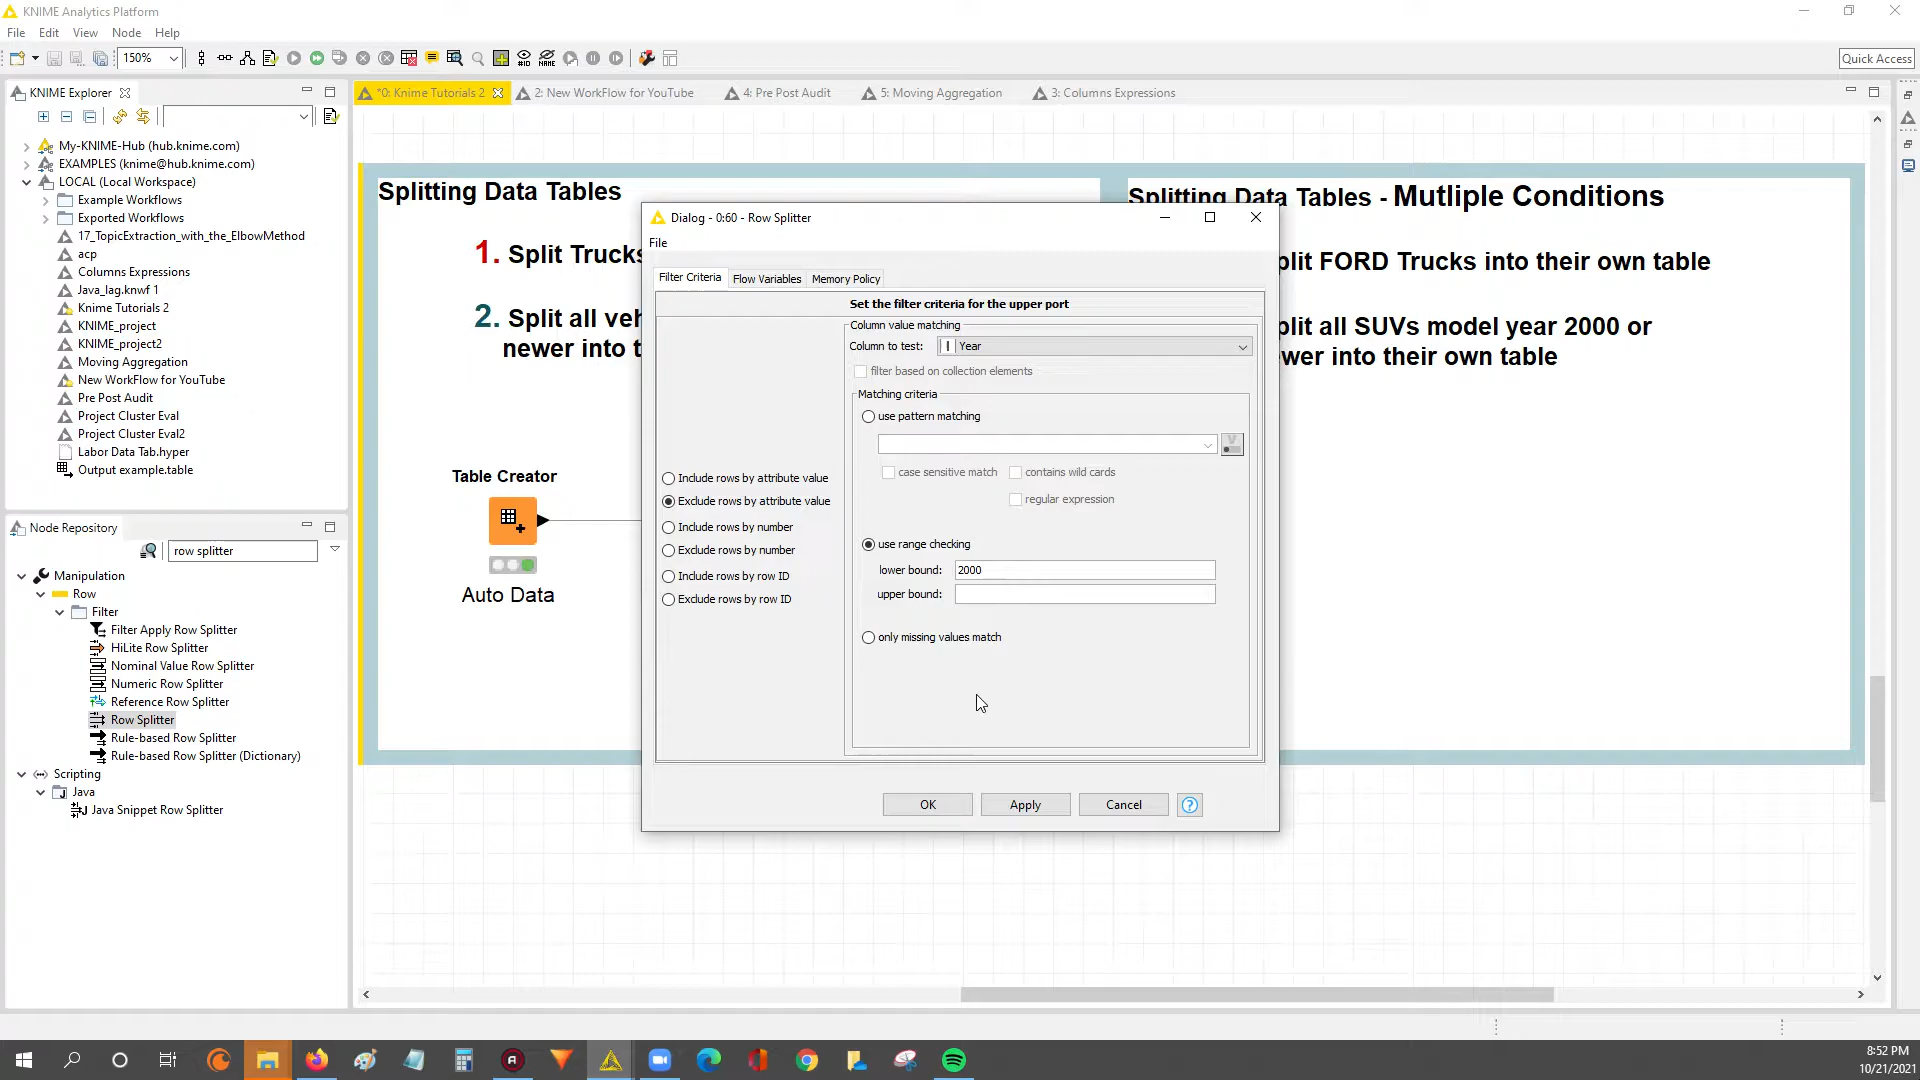 KNIME Analytics Platform
File Edit View Node Help
150%
Quick Access
KNIME Explorer
My-KNIME-Hub (hub.knime.com)
EXAMPLES (knime@hub.knime.com)
LOCAL (Local Workspace)
Example Workflows
Exported Workflows
17_TopicExtraction_with_the_ElbowMethod
acp
Columns Expressions
Java_lag.knwf 1
Knime Tutorials 2
KNIME_project
KNIME_project2
Moving Aggregation
New WorkFlow for YouTube
Pre Post Audit
Project Cluster Eval
Project Cluster Eval2
Labor Data Tab.hyper
Output example.table
Node Repository
row splitter
Manipulation
Row
Filter
Filter Apply Row Splitter
HiLite Row Splitter
Nominal Value Row Splitter
Numeric Row Splitter
Reference Row Splitter
Row Splitter
Rule-based Row Splitter
Rule-based Row Splitter (Dictionary)
Scripting
Java
Java Snippet Row Splitter
*0: Knime Tutorials 2 2: New WorkFlow for YouTube 4: Pre Post Audit 5: Moving Aggregation 3: Columns Expressions
Splitting Data Tables
1. Split Trucks
2. Split all veh
newer into t
Table Creator
Auto Data
Splitting Data Tables - Mutliple Conditions
plit FORD Trucks into their own table
plit all SUVs model year 2000 or
wer into their own table
Dialog - 0:60 - Row Splitter
File
Filter Criteria Flow Variables Memory Policy
Set the filter criteria for the upper port
Include rows by attribute value
Exclude rows by attribute value
Include rows by number
Exclude rows by number
Include rows by row ID
Exclude rows by row ID
Column value matching
Column to test: I Year
filter based on collection elements
Matching criteria
use pattern matching
case sensitive match contains wild cards
regular expression
use range checking
lower bound: 2000
upper bound:
only missing values match
OK Apply Cancel ?
8:52 PM
10/21/2021